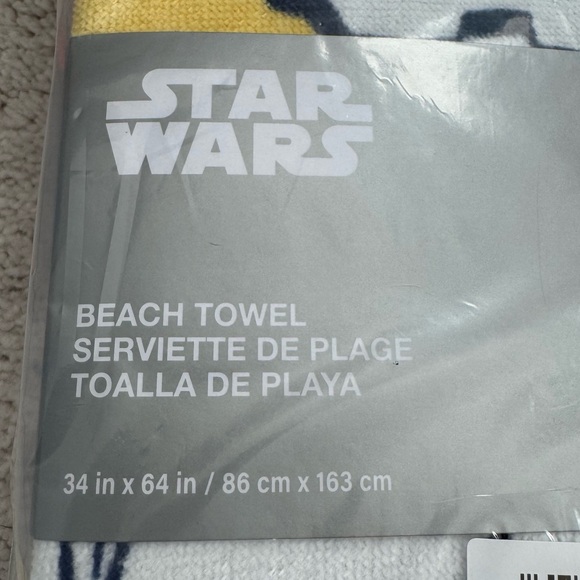 STAR
WARS
BEACH TOWEL
SERVIETTE DE PLAGE
TOALLA DE PLAYA
34 in x 64 in / 86 cm x 163 cm